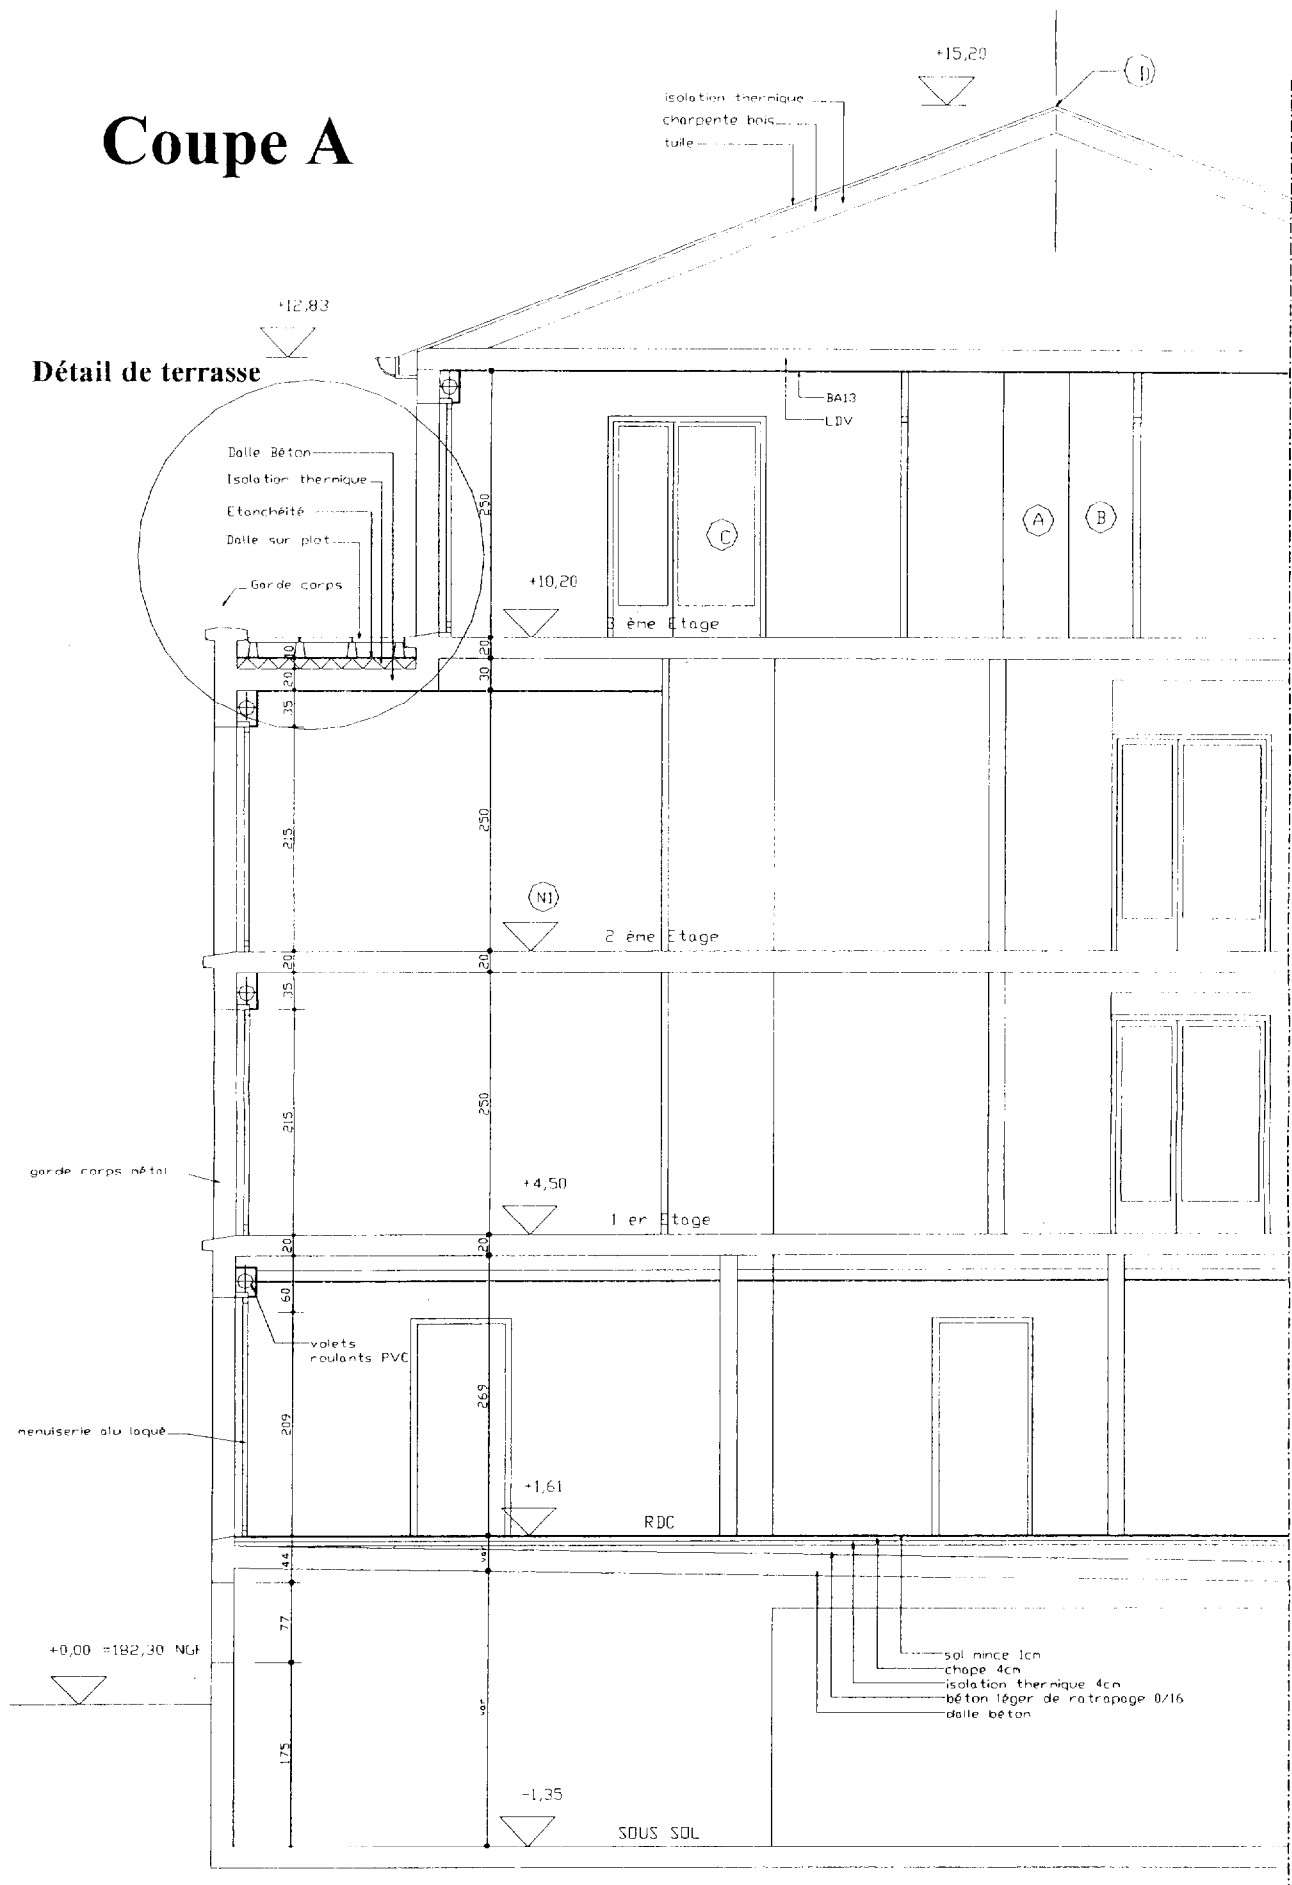 +15,20
D
isolation thermique
charpente bois
tuile
Coupe A
+12,83
Détail de terrasse
BA13
LDV
Dalle Béton
Isolation thermique
Etanchéité
Dalle sur plot
Garde corps
250
A
B
C
+10,20
3 ème Etage
10
20
20
30
35
215
250
N1
2 ème Etage
20
20
35
215
250
garde corps métal
+4,50
1 er Etage
20
20
60
volets
roulants PVC
269
209
menuiserie alu laqué
+1,61
RDC
44
var
77
+0,00 =182,30 NGF
sol mince 1cm
chape 4cm
isolation thermique 4cm
béton léger de ratrapage 0/16
dalle béton
var
175
-1,35
SOUS SOL